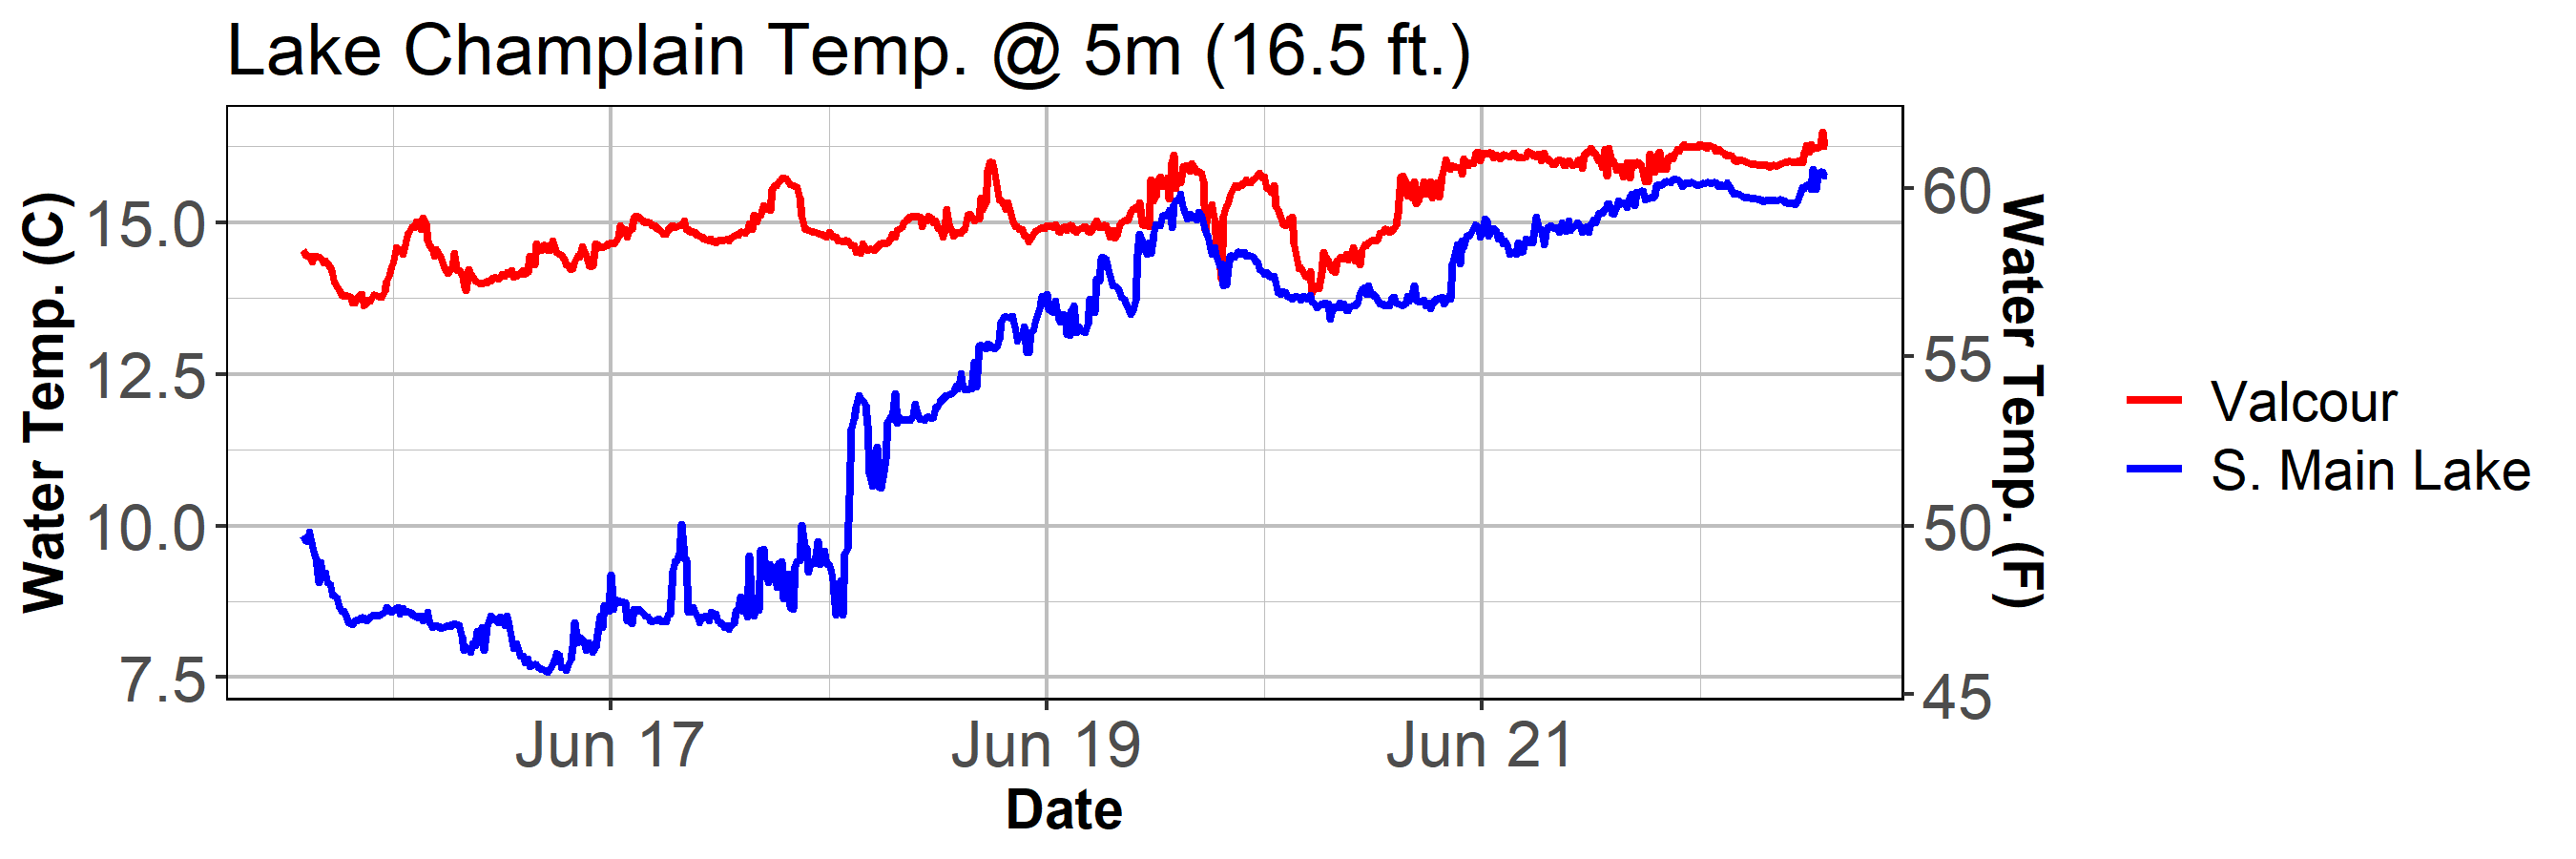 Lake Champlain Temp. @ 5m (16.5 ft.)
Water Temp. (C)
15.0
12.5
10.0
7.5
60
55
50
45
Water Temp. (F)
Jun 17
Jun 19
Jun 21
Date
Valcour
S. Main Lake